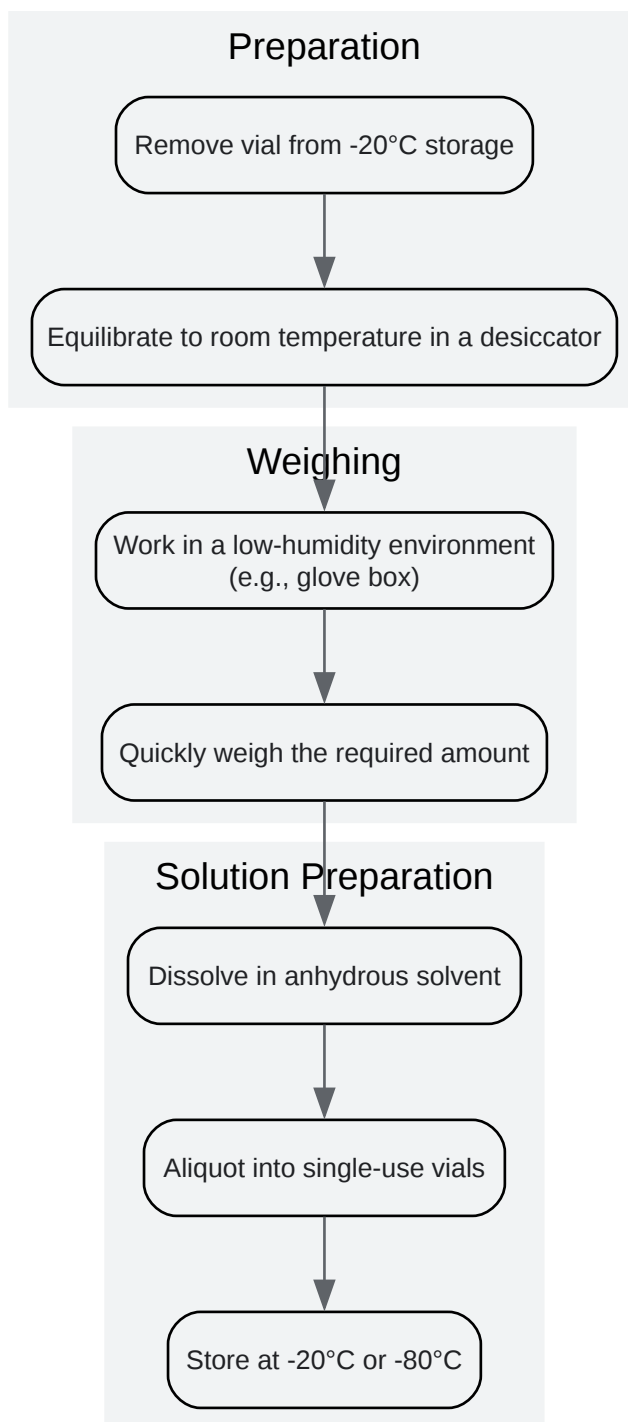 Preparation
Remove vial from -20°C storage
Equilibrate to room temperature in a desiccator
Weighing
Work in a low-humidity environment
(e.g., glove box)
Quickly weigh the required amount
Solution Preparation
Dissolve in anhydrous solvent
Aliquot into single-use vials
Store at -20°C or -80°C